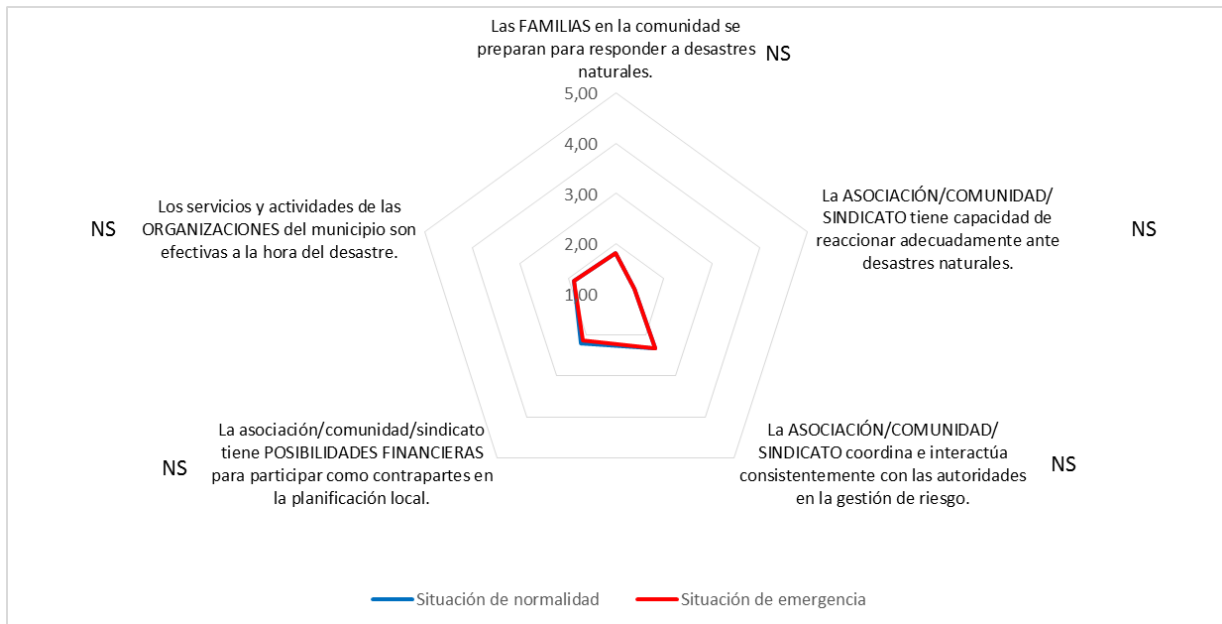 Las FAMILIAS en la comunidad se
preparan para responder a desastres
naturales.
NS
5,00
4,00
3,00
2,00
1,00
La ASOCIACIÓN/COMUNIDAD/
SINDICATO tiene capacidad de
reaccionar adecuadamente ante
desastres naturales.
NS
Los servicios y actividades de las
ORGANIZACIONES del municipio son
efectivas a la hora del desastre.
NS
La asociación/comunidad/sindicato
tiene POSIBILIDADES FINANCIERAS
para participar como contrapartes en
la planificación local.
NS
La ASOCIACIÓN/COMUNIDAD/
SINDICATO coordina e interactúa
consistentemente con las autoridades
en la gestión de riesgo.
NS
Situación de normalidad
Situación de emergencia